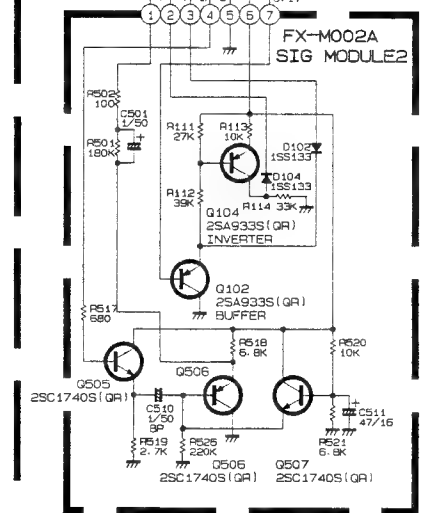 1 2 3 4 5 6 7
FX-M002A
SIG MODULE2
R502
100
C501
1/50
+
R501
180K
R111
27K
R113
10K
D102
1SS133
D104
1SS133
R112
39K
R114 33K
Q104
2SA933S(QR)
INVERTER
Q102
2SA933S(QR)
BUFFER
R517
680
R518
6.8K
R520
10K
Q505
2SC1740S(QR)
Q506
C510
1/50
BP
+
C511
47/16
R519
2.7K
R525
220K
R521
6.8K
Q506
2SC1740S(QR)
Q507
2SC1740S(QR)